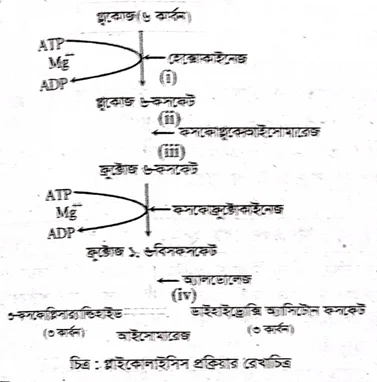 গ্লুকোজ (৬ কার্বন)
ATP
Mg⁻
ADP
হেক্সোকাইনেজ
(i)
গ্লুকোজ ৬-ফসফেট
(ii)
ফসফোগ্লুকোআইসোমারেজ
(iii)
ফ্রুক্টোজ ৬-ফসফেট
ATP
Mg⁻
ADP
ফসফোফ্রুক্টোকাইনেজ
ফ্রুক্টোজ ১, ৬-বিসফসফেট
অ্যালডোলেজ
(iv)
৩-ফসফোগ্লিসারালডিহাইড ডাইহাইড্রোক্সি অ্যাসিটোন ফসফেট
(৩ কার্বন) (৩ কার্বন)
আইসোমারেজ
চিত্র : গ্লাইকোলাইসিস প্রক্রিয়ার রেখাচিত্র